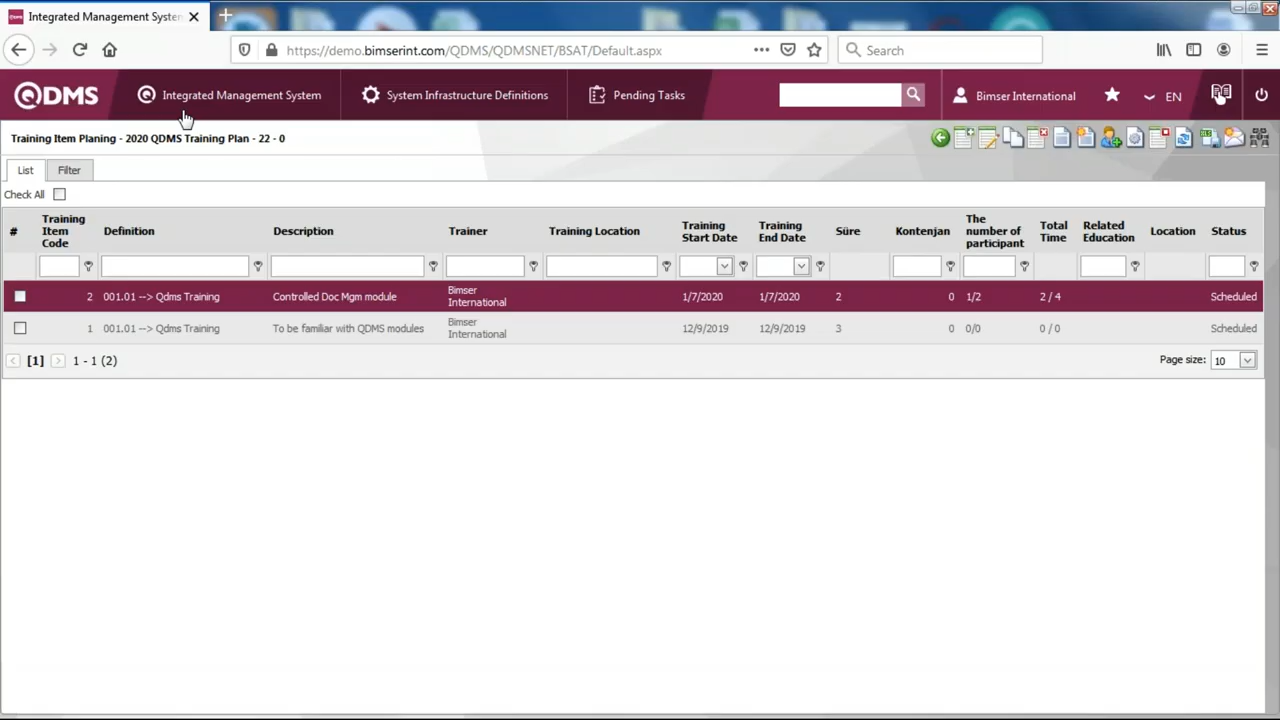 Integrated Management System
https://demo.bimserint.com/QDMS/QDMSNET/BSAT/Default.aspx
Search
QDMS
Integrated Management System
System Infrastructure Definitions
Pending Tasks
Bimser International
EN
Training Item Planing - 2020 QDMS Training Plan - 22 - 0
List
Filter
Check All
#
Training Item Code
Definition
Description
Trainer
Training Location
Training Start Date
Training End Date
Süre
Kontenjan
The number of participant
Total Time
Related Education
Location
Status
2 001.01 --> Qdms Training Controlled Doc Mgm module Bimser International 1/7/2020 1/7/2020 2 0 1/2 2 / 4 Scheduled
1 001.01 --> Qdms Training To be familiar with QDMS modules Bimser International 12/9/2019 12/9/2019 3 0 0/0 0 / 0 Scheduled
[1] 1 - 1 (2)
Page size: 10